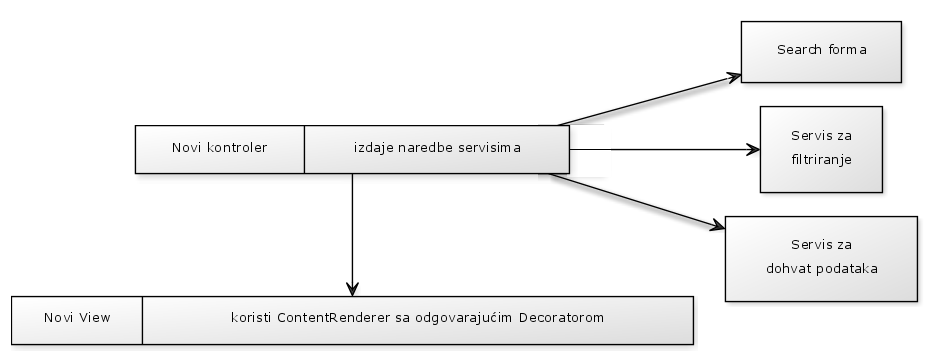 Search forma
Novi kontroler
izdaje naredbe servisima
Servis za
filtriranje
Servis za
dohvat podataka
Novi View
koristi ContentRenderer sa odgovarajućim Decoratorom